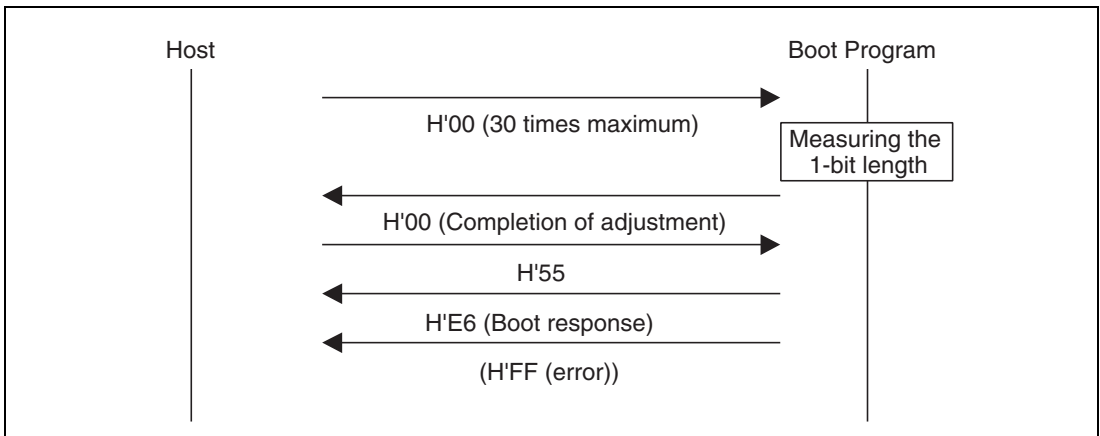 Host
Boot Program
H'00 (30 times maximum)
Measuring the
1-bit length
H'00 (Completion of adjustment)
H'55
H'E6 (Boot response)
(H'FF (error))